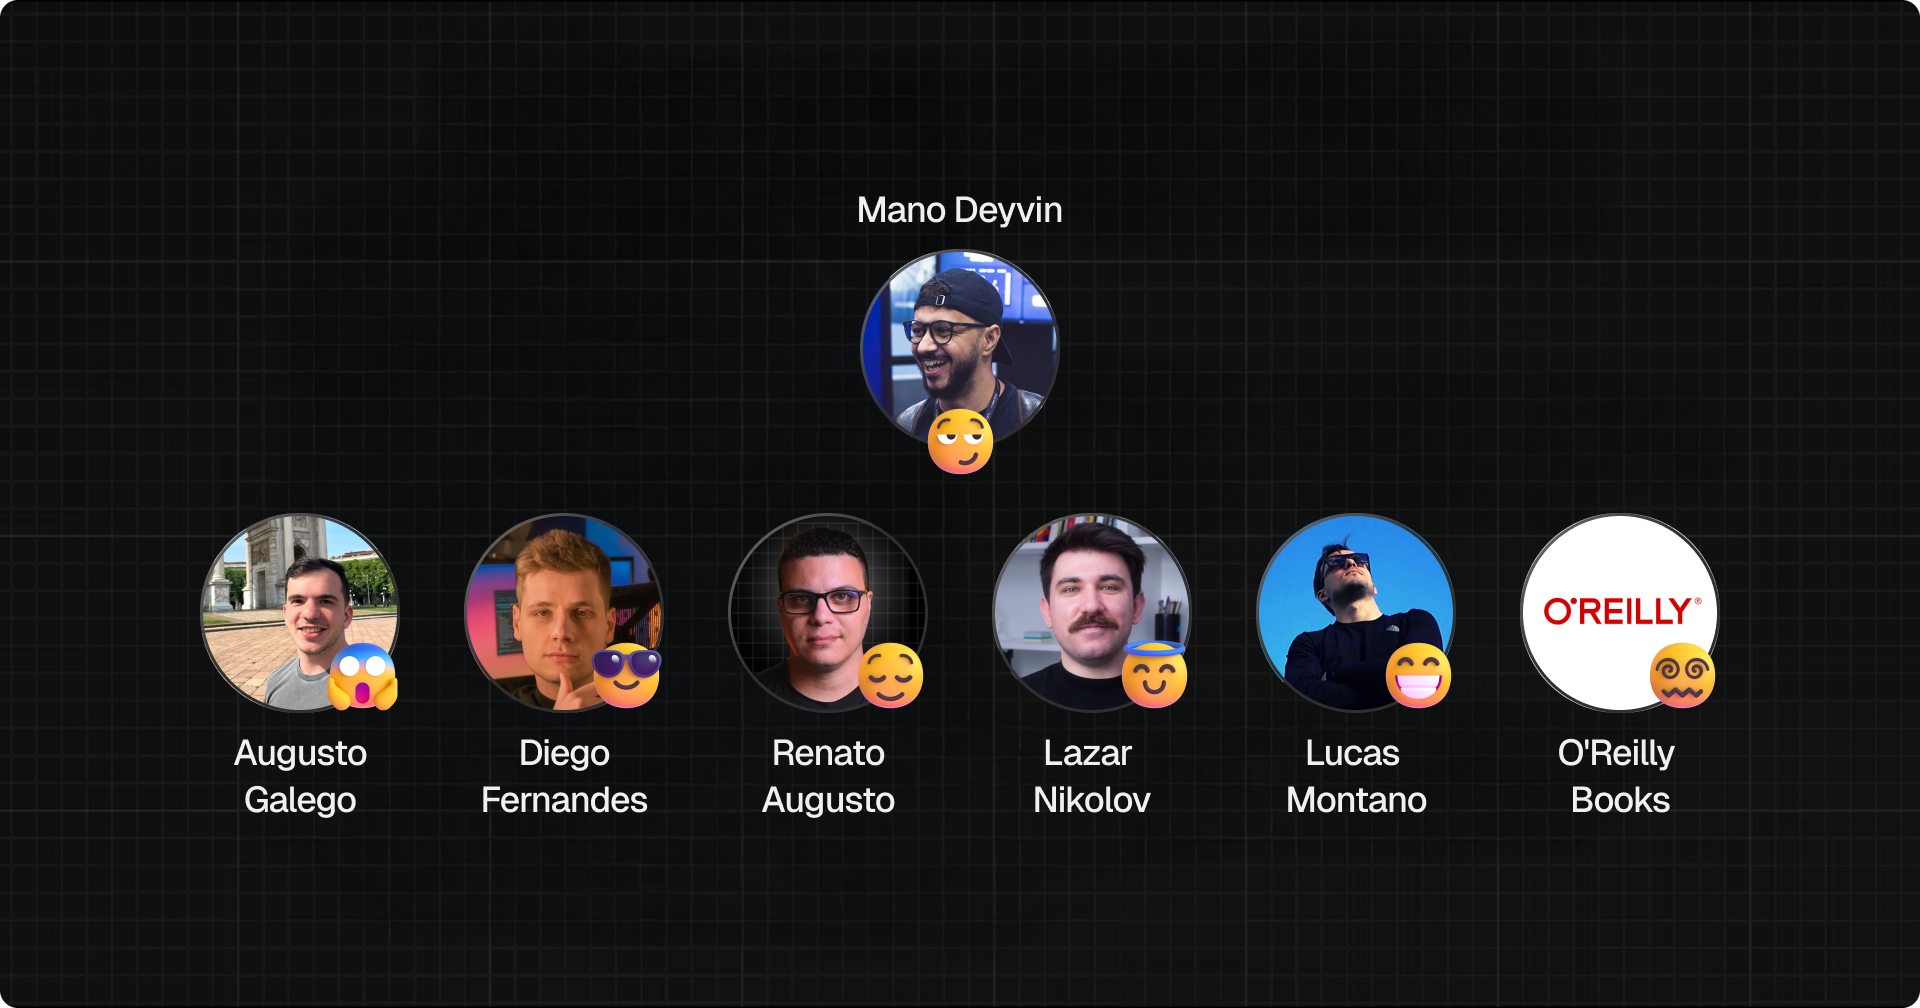 Mano Deyvin
O'REILLY®
Augusto
Galego
Diego
Fernandes
Renato
Augusto
Lazar
Nikolov
Lucas
Montano
O'Reilly
Books